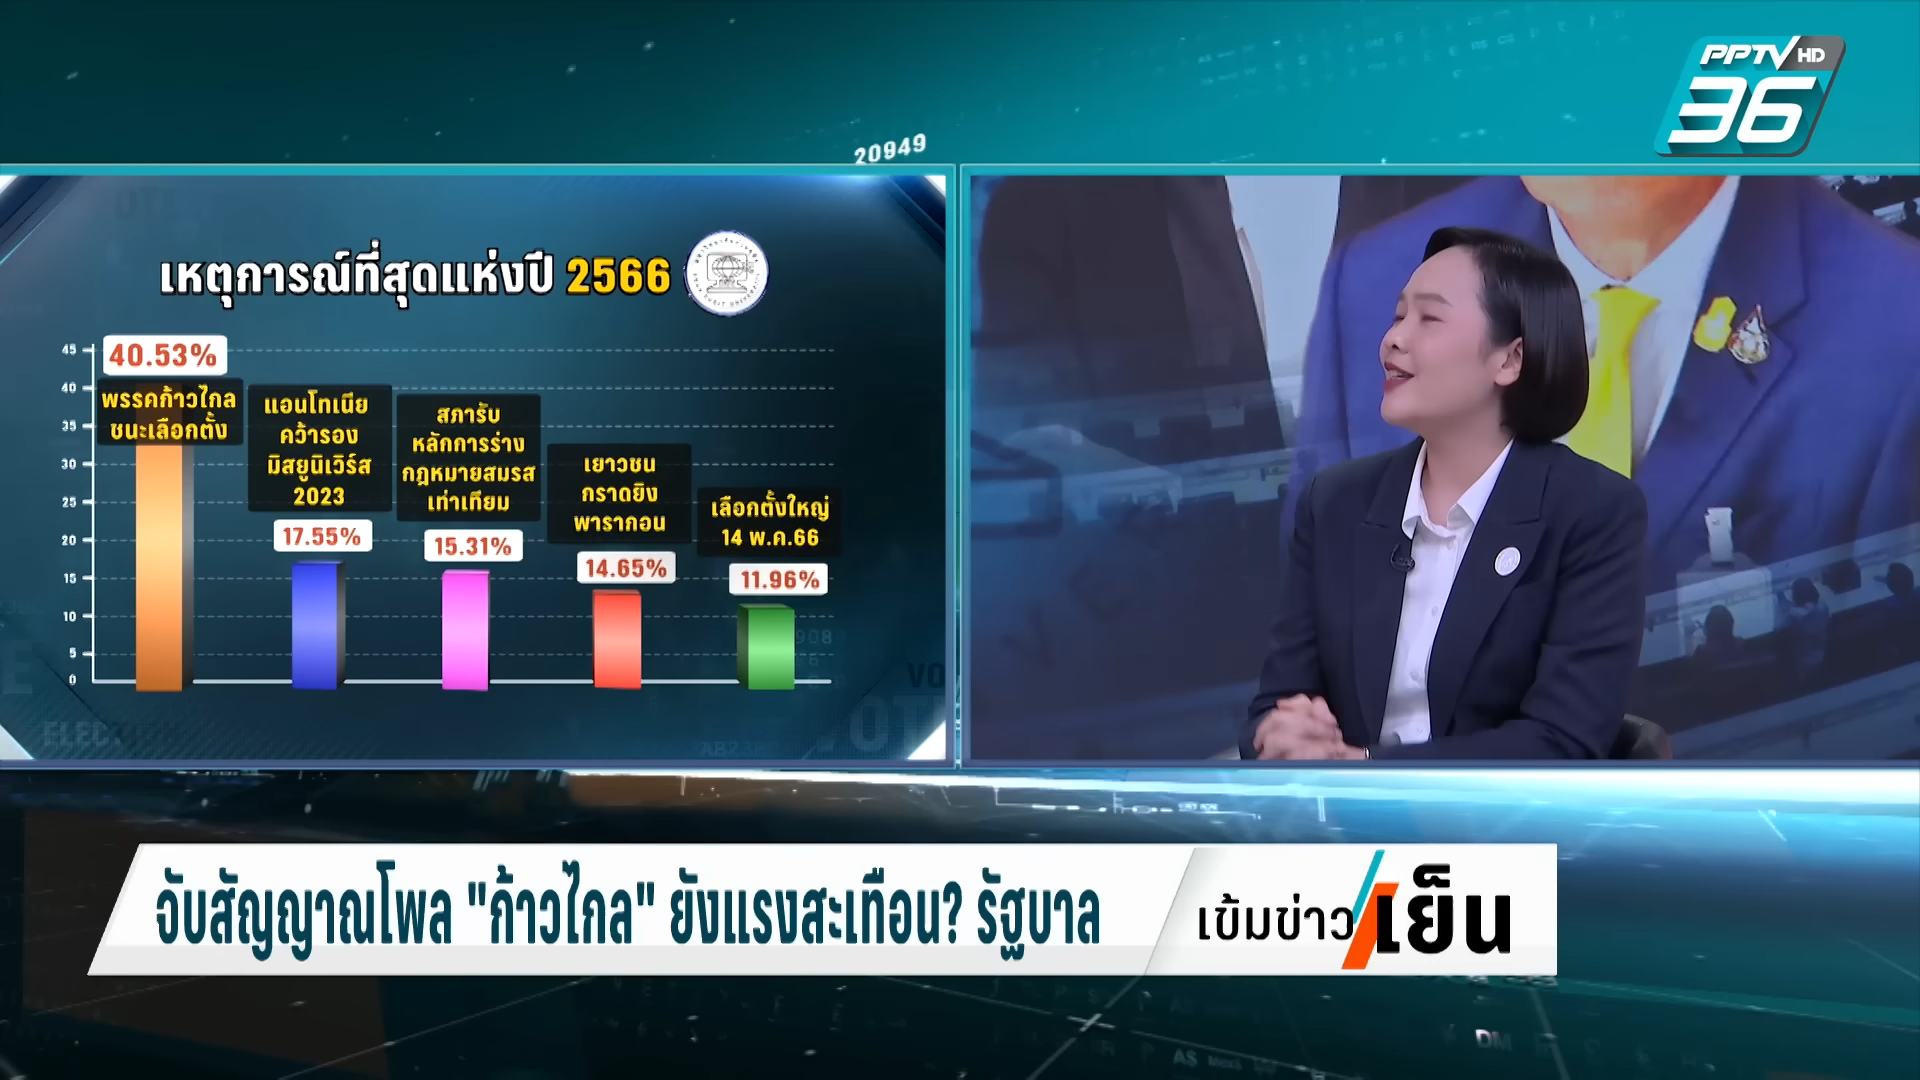 PPTV HD
36
20949
เหตุการณ์ที่สุดแห่งปี 2566
45
40
35
30
25
20
15
10
5
0
40.53%
พรรคก้าวไกล
ชนะเลือกตั้ง
แอนโทเนีย
คว้ารอง
มิสยูนิเวิร์ส
2023
17.55%
สภารับ
หลักการร่าง
กฎหมายสมรส
เท่าเทียม
15.31%
เยาวชน
กราดยิง
พารากอน
14.65%
เลือกตั้งใหญ่
14 พ.ค.66
11.96%
จับสัญญาณโพล "ก้าวไกล" ยังแรงสะเทือน? รัฐบาล
เข้มข่าวเย็น